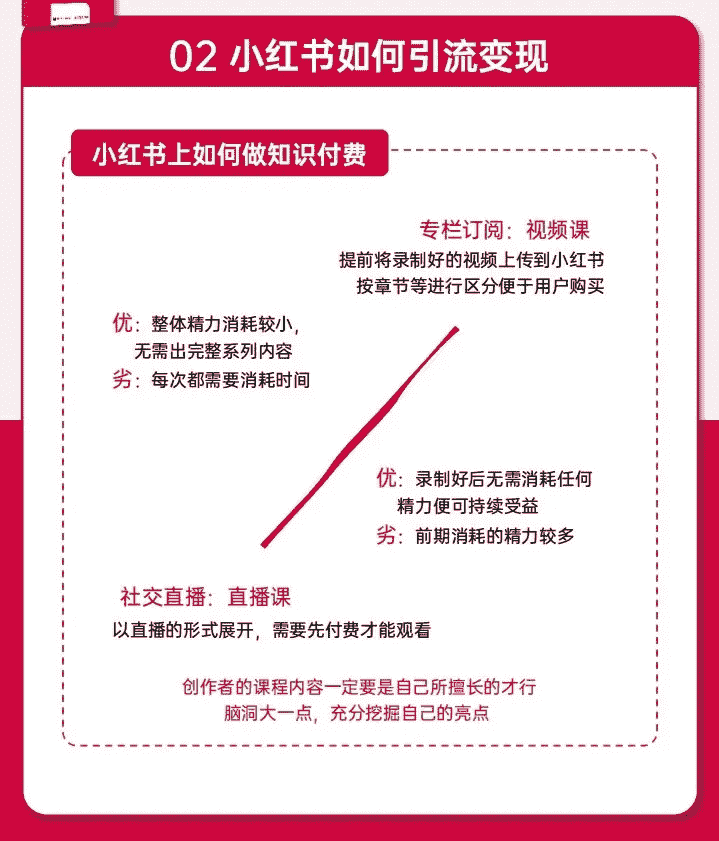 02 小红书如何引流变现
小红书上如何做知识付费
专栏订阅：视频课
提前将录制好的视频上传到小红书
按章节等进行区分便于用户购买
优：整体精力消耗较小，
无需出完整系列内容
劣：每次都需要消耗时间
优：录制好后无需消耗任何
精力便可持续受益
劣：前期消耗的精力较多
社交直播：直播课
以直播的形式展开，需要先付费才能观看
创作者的课程内容一定要是自己所擅长的才行
脑洞大一点，充分挖掘自己的亮点